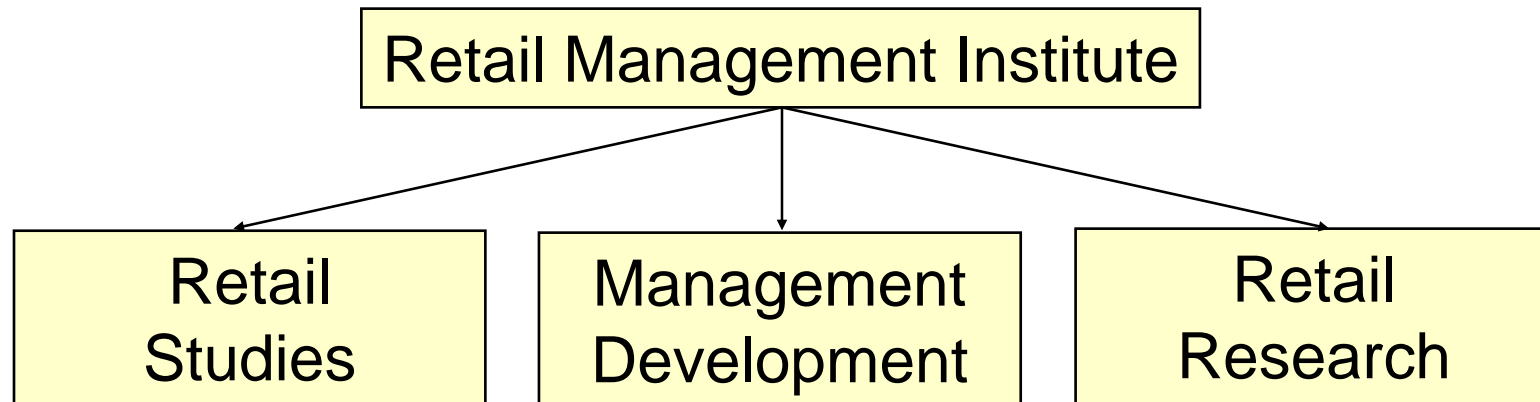 Retail Management Institute
Retail
Studies
Management
Development
Retail
Research